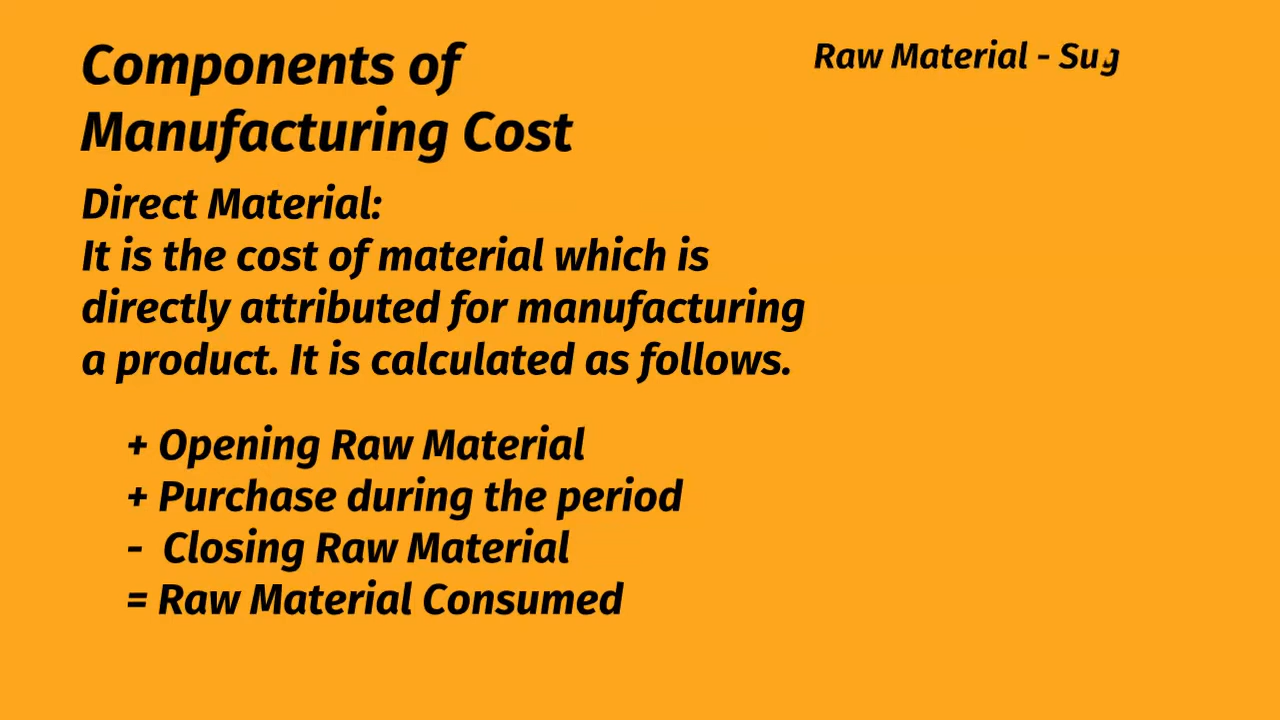 Components of
Manufacturing Cost
Raw Material - Sug
Direct Material:
It is the cost of material which is
directly attributed for manufacturing
a product. It is calculated as follows.
+ Opening Raw Material
+ Purchase during the period
- Closing Raw Material
= Raw Material Consumed